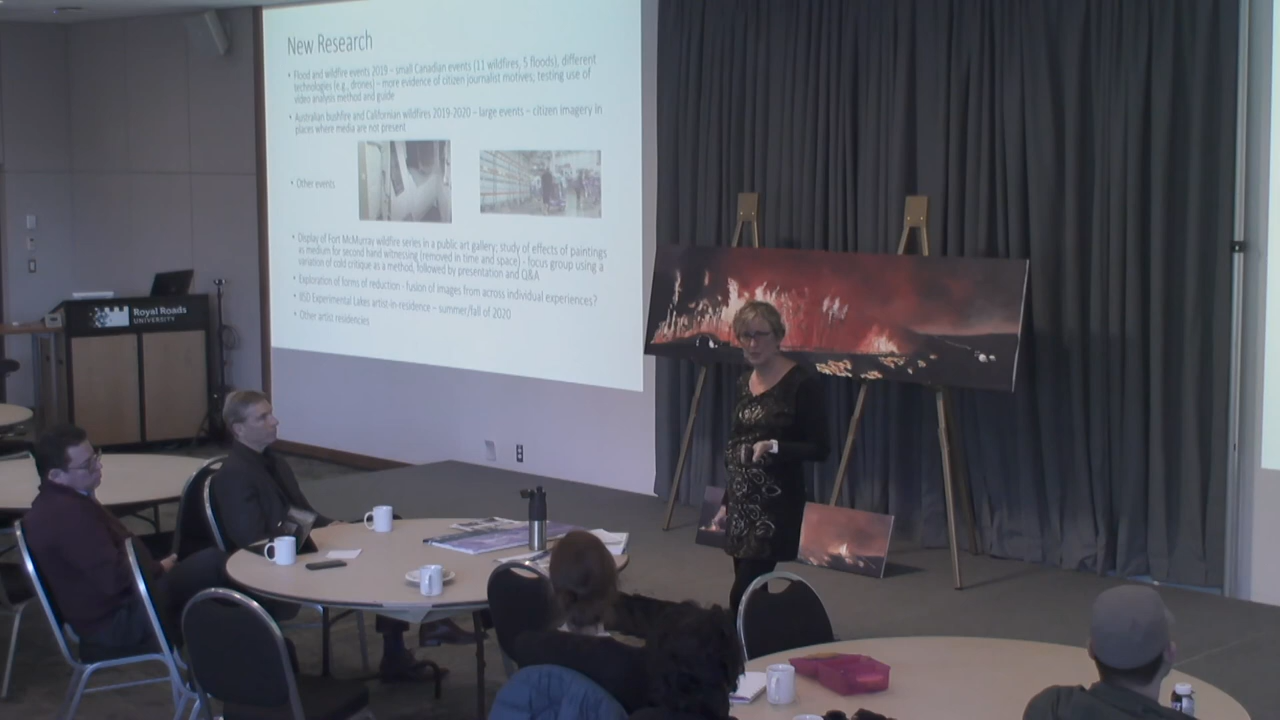 New Research
• Flood and wildfire events 2019 – small Canadian events (11 wildfires, 5 floods), different
technologies (e.g., drones) – more evidence of citizen journalist motives; testing use of
video analysis method and guide
• Australian bushfire and Californian wildfires 2019-2020 – large events – citizen imagery in
places where media are not present
• Other events
• Display of Fort McMurray wildfire series in a public art gallery; study of effects of paintings
as medium for second hand witnessing (removed in time and space) - focus group using a
variation of cold critique as a method, followed by presentation and Q&A
• Exploration of forms of reduction - fusion of images from across individual experiences?
• IISD Experimental Lakes artist-in-residence – summer/fall of 2020
• Other artist residencies
Royal Roads
UNIVERSITY